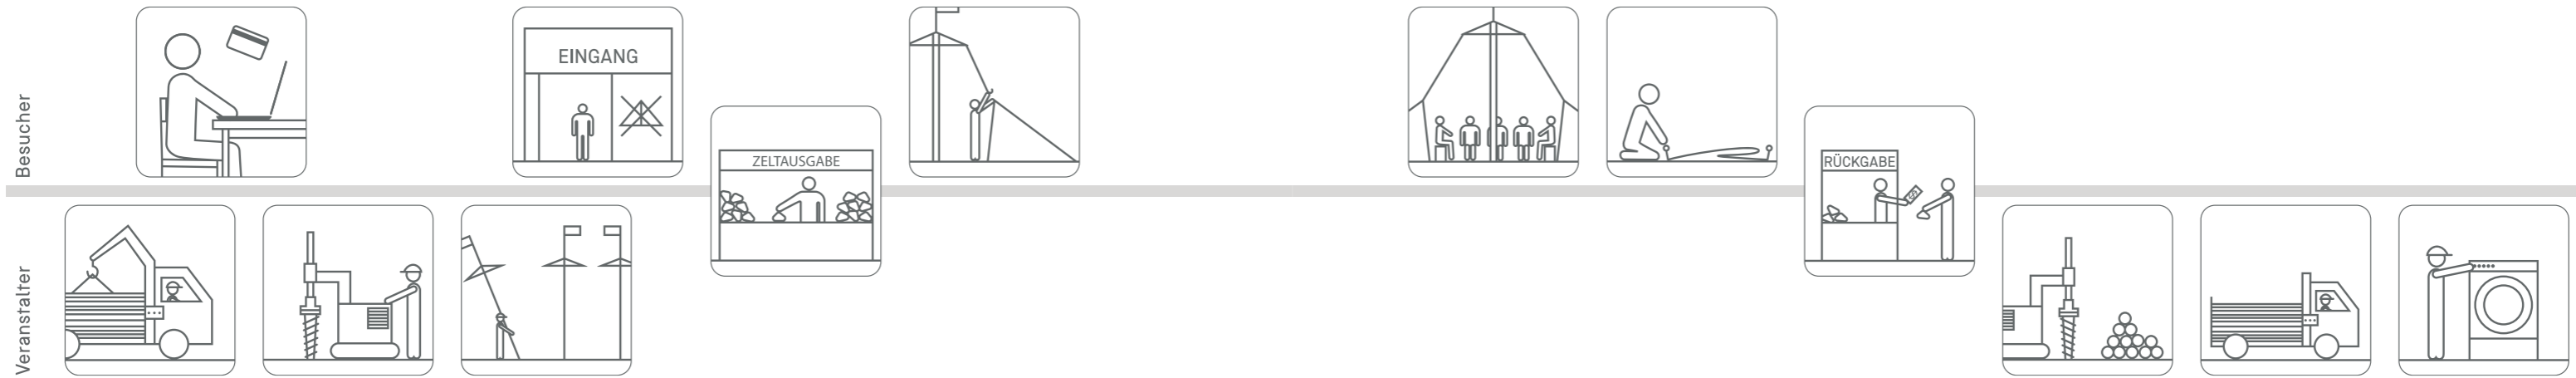 Besucher
EINGANG
ZELTAUSGABE
RÜCKGABE
Veranstalter